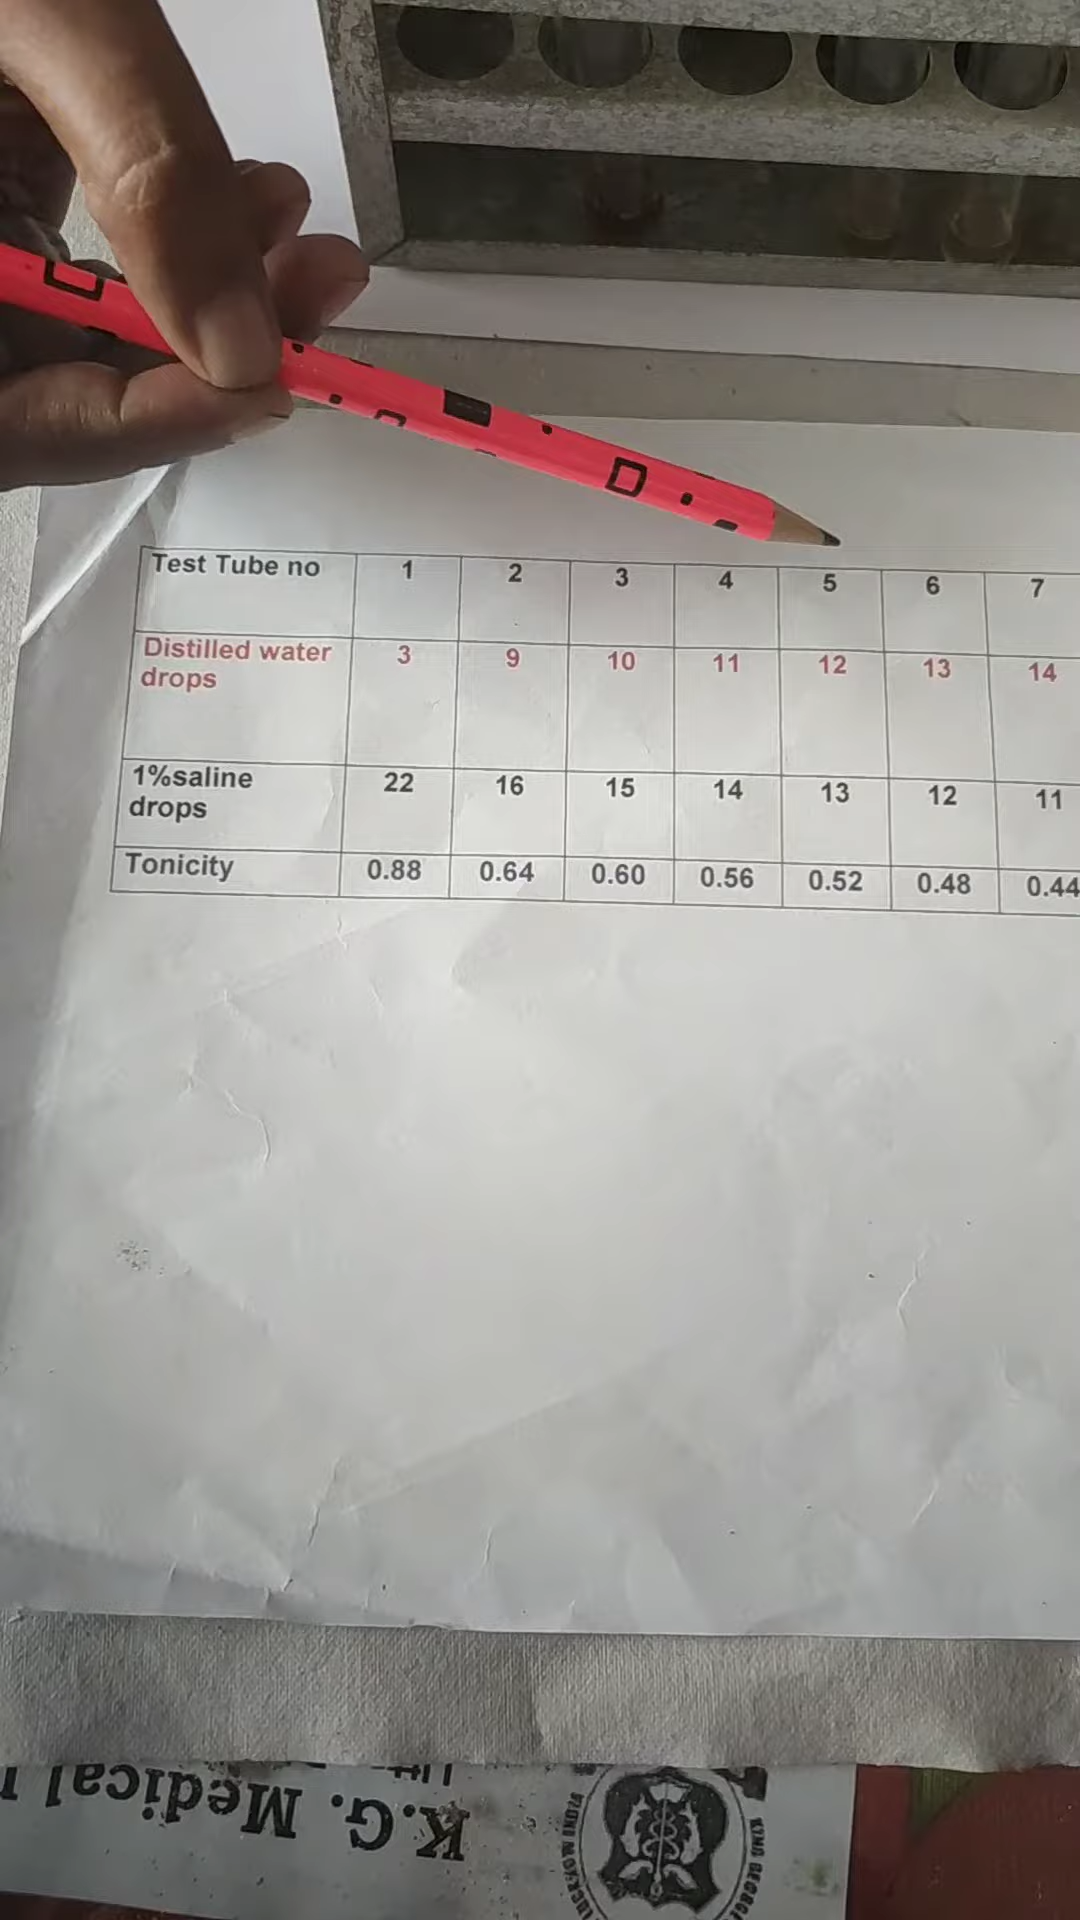 Test Tube no 1 2 3 4 5 6 7
Distilled water drops 3 9 10 11 12 13 14
1%saline drops 22 16 15 14 13 12 11
Tonicity 0.88 0.64 0.60 0.56 0.52 0.48 0.44
K.G. Medical
KING GEORGE